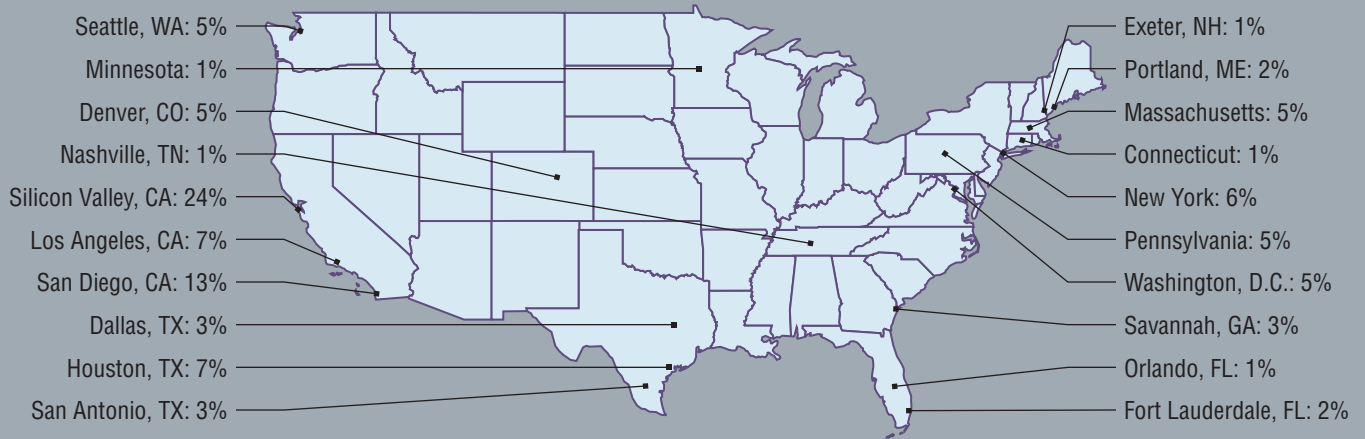 Seattle, WA: 5%
Minnesota: 1%
Denver, CO: 5%
Nashville, TN: 1%
Silicon Valley, CA: 24%
Los Angeles, CA: 7%
San Diego, CA: 13%
Dallas, TX: 3%
Houston, TX: 7%
San Antonio, TX: 3%
Exeter, NH: 1%
Portland, ME: 2%
Massachusetts: 5%
Connecticut: 1%
New York: 6%
Pennsylvania: 5%
Washington, D.C.: 5%
Savannah, GA: 3%
Orlando, FL: 1%
Fort Lauderdale, FL: 2%